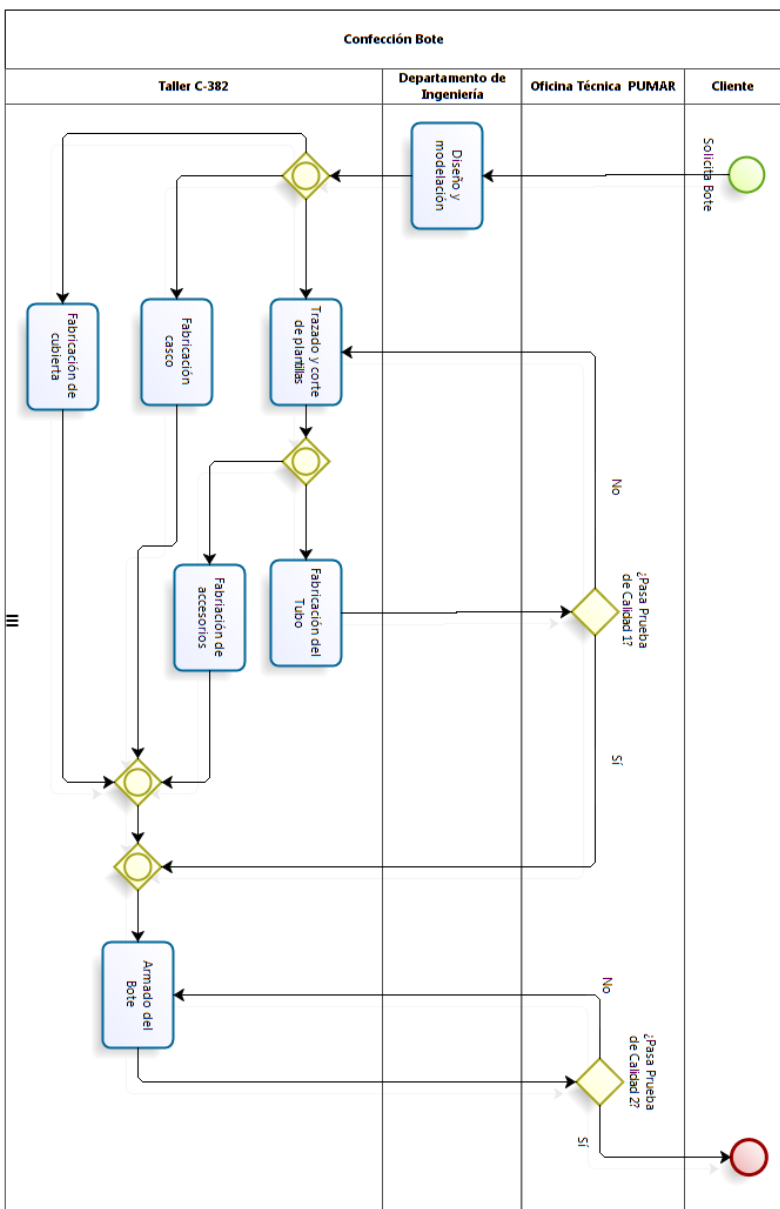 Confección Bote
Taller C-382
Departamento de
Ingeniería
Oficina Técnica PUMAR
Cliente
Solicita Bote
Diseño y
modelación
Trazado y corte
de plantillas
Fabricación
casco
Fabricación de
cubierta
No
¿Pasa Prueba
de Calidad 1?
Fabricación del
Tubo
Fabriación de
accesorios
Sí
Armado del
Bote
No
¿Pasa Prueba
de Calidad 2?
Sí